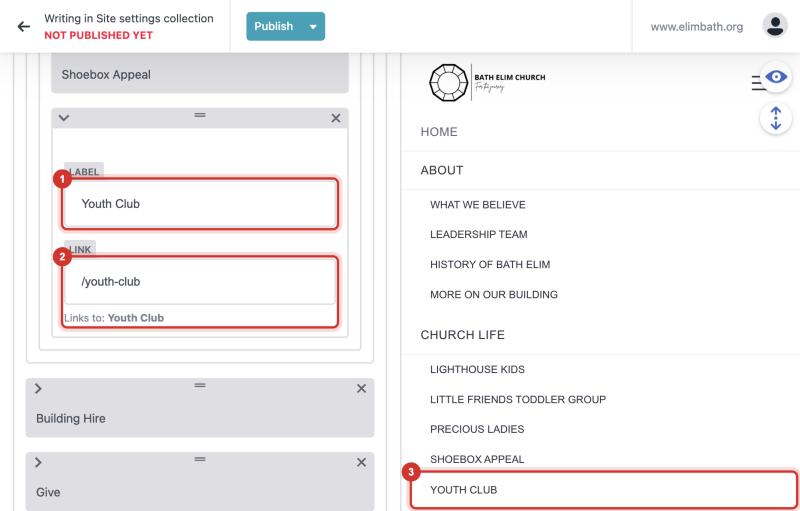 Writing in Site settings collection
NOT PUBLISHED YET
Publish
www.elimbath.org
Shoebox Appeal
LABEL
1
Youth Club
LINK
2
/youth-club
Links to: Youth Club
Building Hire
Give
BATH ELIM CHURCH
For the journey
HOME
ABOUT
WHAT WE BELIEVE
LEADERSHIP TEAM
HISTORY OF BATH ELIM
MORE ON OUR BUILDING
CHURCH LIFE
LIGHTHOUSE KIDS
LITTLE FRIENDS TODDLER GROUP
PRECIOUS LADIES
SHOEBOX APPEAL
3
YOUTH CLUB